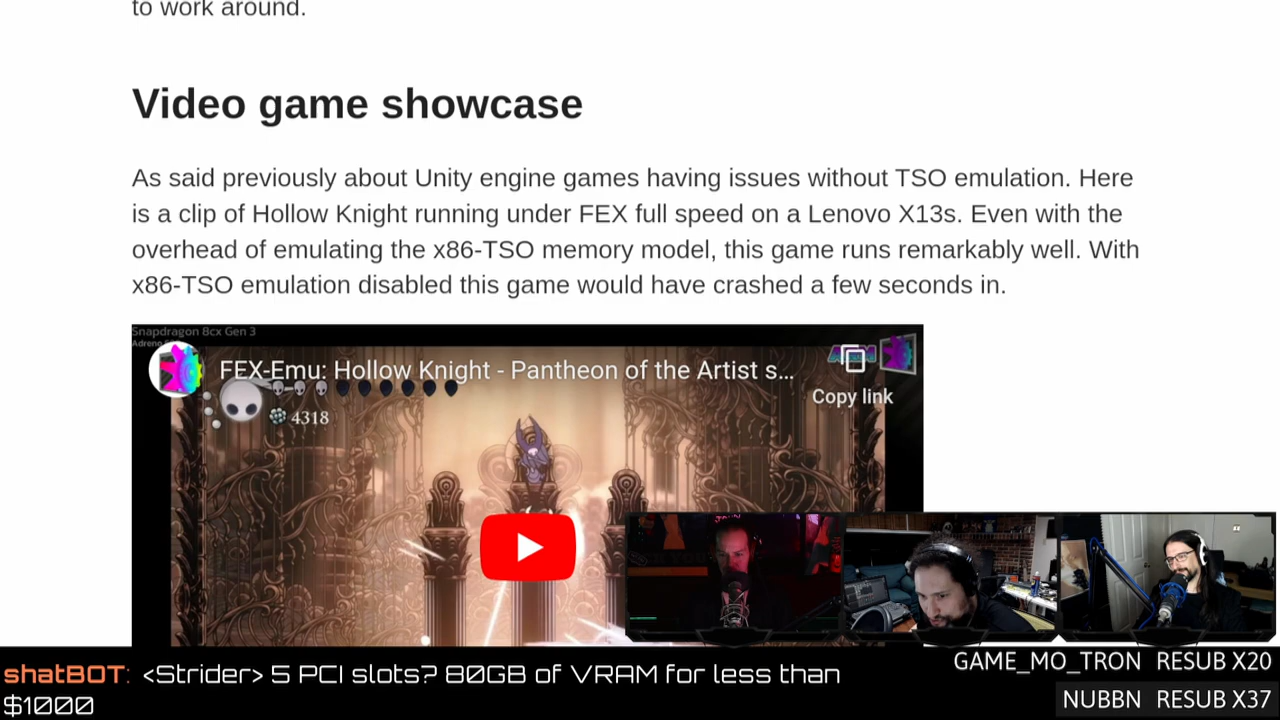 to work around.
Video game showcase
As said previously about Unity engine games having issues without TSO emulation. Here
is a clip of Hollow Knight running under FEX full speed on a Lenovo X13s. Even with the
overhead of emulating the x86-TSO memory model, this game runs remarkably well. With
x86-TSO emulation disabled this game would have crashed a few seconds in.
Snapdragon 8cx Gen 3
FEX-Emu: Hollow Knight - Pantheon of the Artist s...
Copy link
4318
shatBOT: <Strider> 5 PCI slots? 80GB of VRAM for less than
$1000
GAME_MO_TRON RESUB X20
NUBBN RESUB X37